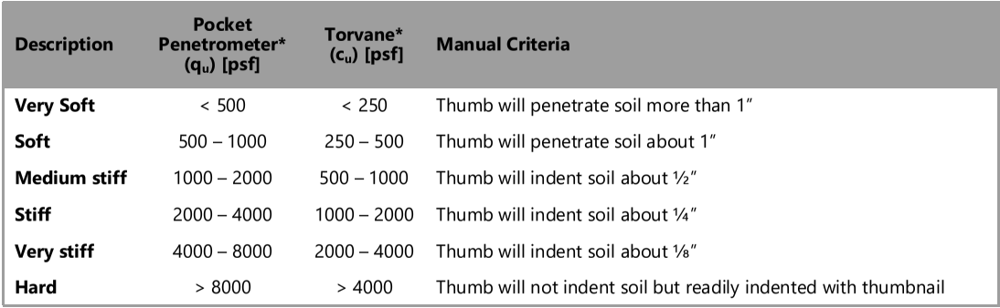 Description Pocket Penetrometer* (qᵤ) [psf] Torvane* (cᵤ) [psf] Manual Criteria
Very Soft < 500 < 250 Thumb will penetrate soil more than 1″
Soft 500 – 1000 250 – 500 Thumb will penetrate soil about 1″
Medium stiff 1000 – 2000 500 – 1000 Thumb will indent soil about ½″
Stiff 2000 – 4000 1000 – 2000 Thumb will indent soil about ¼″
Very stiff 4000 – 8000 2000 – 4000 Thumb will indent soil about ⅛″
Hard > 8000 > 4000 Thumb will not indent soil but readily indented with thumbnail